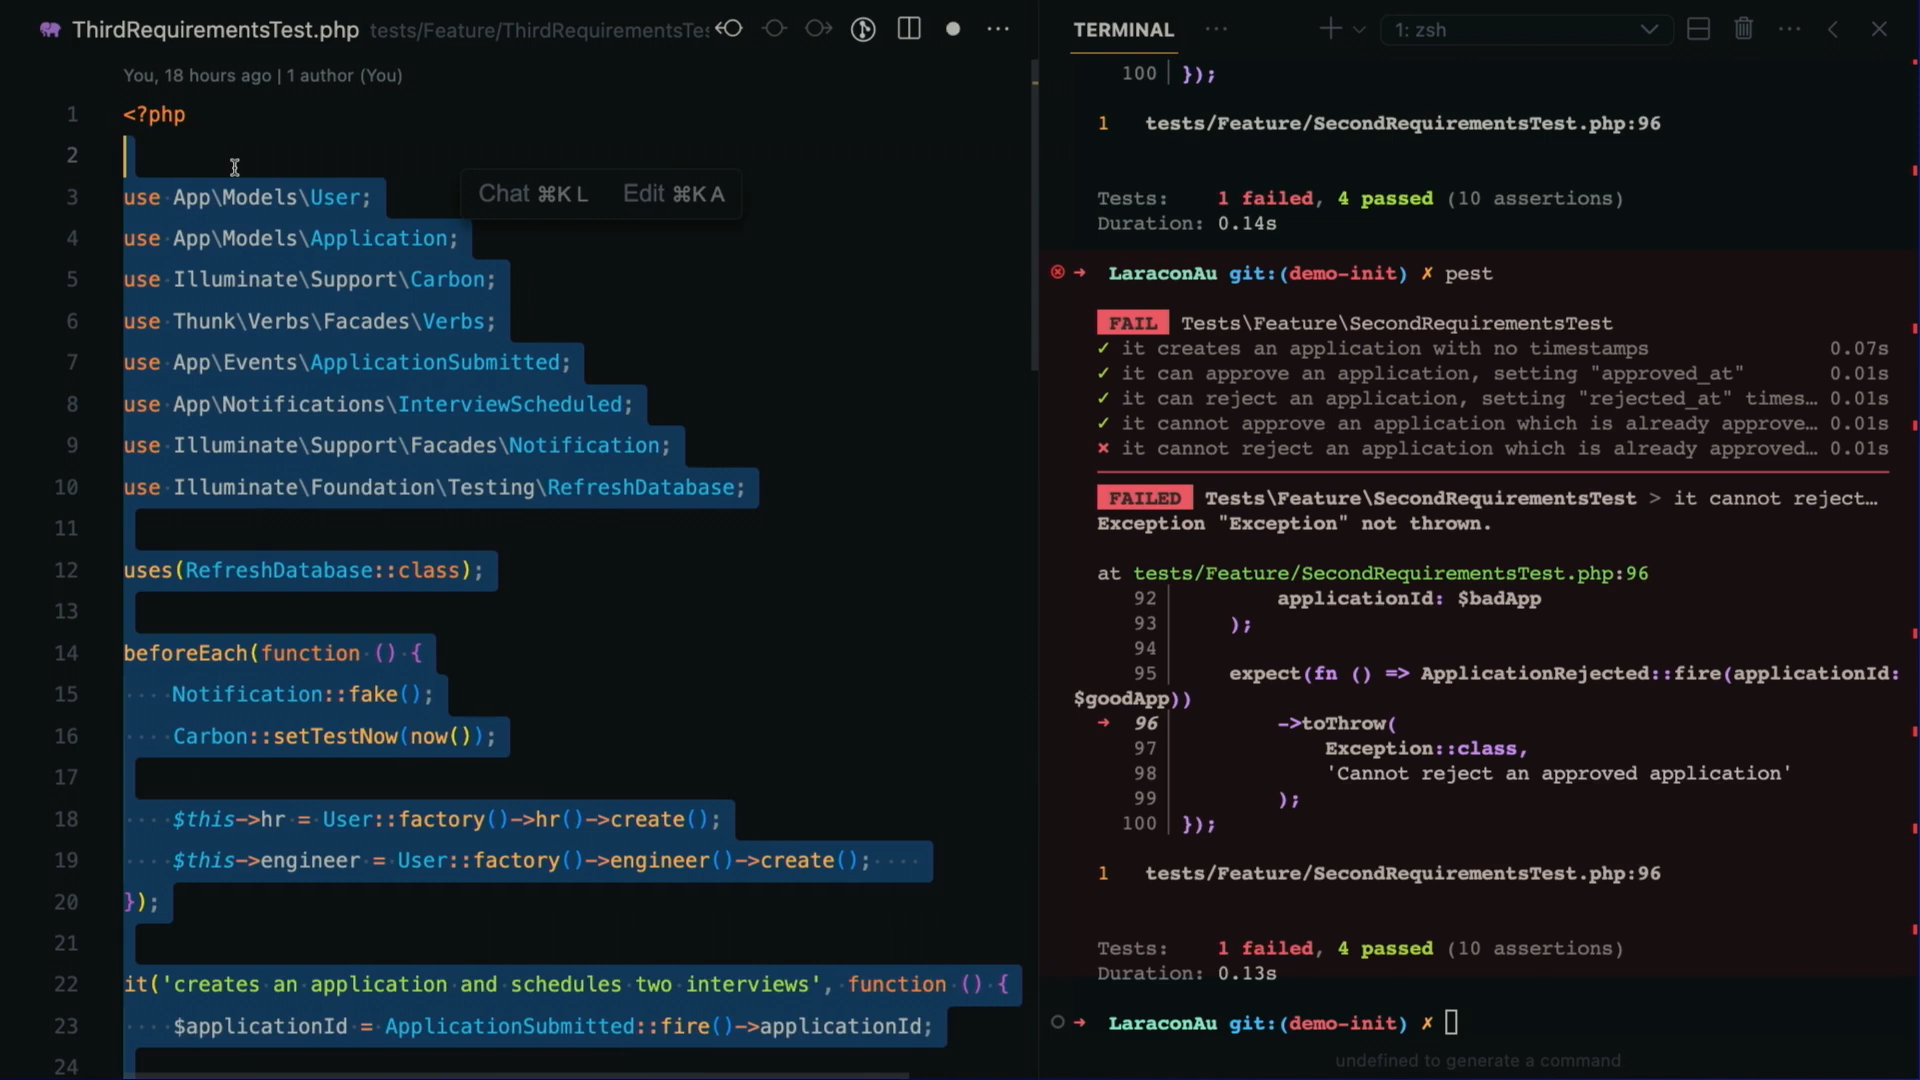 ThirdRequirementsTest.php tests/Feature/ThirdRequirementsTes
You, 18 hours ago | 1 author (You)
1 <?php
2
3 use App\Models\User;
Chat ⌘K L Edit ⌘K A
4 use App\Models\Application;
5 use Illuminate\Support\Carbon;
6 use Thunk\Verbs\Facades\Verbs;
7 use App\Events\ApplicationSubmitted;
8 use App\Notifications\InterviewScheduled;
9 use Illuminate\Support\Facades\Notification;
10 use Illuminate\Foundation\Testing\RefreshDatabase;
11
12 uses(RefreshDatabase::class);
13
14 beforeEach(function () {
15 Notification::fake();
16 Carbon::setTestNow(now());
17
18 $this->hr = User::factory()->hr()->create();
19 $this->engineer = User::factory()->engineer()->create();
20 });
21
22 it('creates an application and schedules two interviews', function () {
23 $applicationId = ApplicationSubmitted::fire()->applicationId;
24
TERMINAL ··· 1: zsh
100 });
1 tests/Feature/SecondRequirementsTest.php:96
Tests: 1 failed, 4 passed (10 assertions)
Duration: 0.14s
→ LaraconAu git:(demo-init) ✗ pest
FAIL Tests\Feature\SecondRequirementsTest
✓ it creates an application with no timestamps 0.07s
✓ it can approve an application, setting "approved_at" 0.01s
✓ it can reject an application, setting "rejected_at" times… 0.01s
✓ it cannot approve an application which is already approve… 0.01s
⨯ it cannot reject an application which is already approved… 0.01s
FAILED Tests\Feature\SecondRequirementsTest > it cannot reject…
Exception "Exception" not thrown.
at tests/Feature/SecondRequirementsTest.php:96
92 applicationId: $badApp
93 );
94
95 expect(fn () => ApplicationRejected::fire(applicationId:
$goodApp))
→ 96 ->toThrow(
97 Exception::class,
98 'Cannot reject an approved application'
99 );
100 });
1 tests/Feature/SecondRequirementsTest.php:96
Tests: 1 failed, 4 passed (10 assertions)
Duration: 0.13s
→ LaraconAu git:(demo-init) ✗
undefined to generate a command